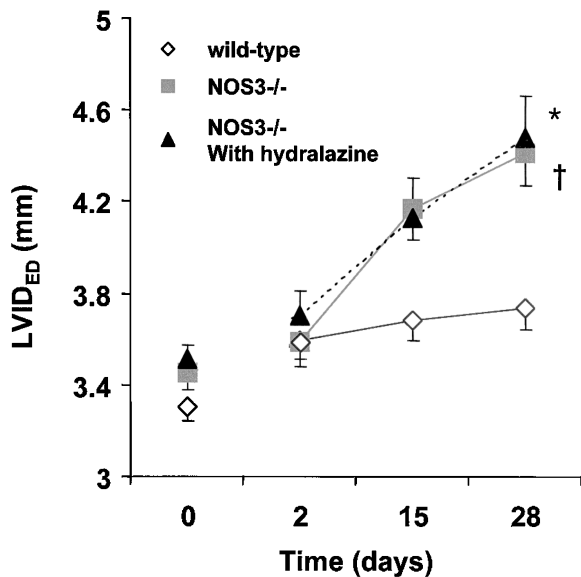 5
4.6
4.2
3.8
3.4
3
LVID_ED (mm)
wild-type
NOS3-/-
NOS3-/-
With hydralazine
*
†
0 2 15 28
Time (days)